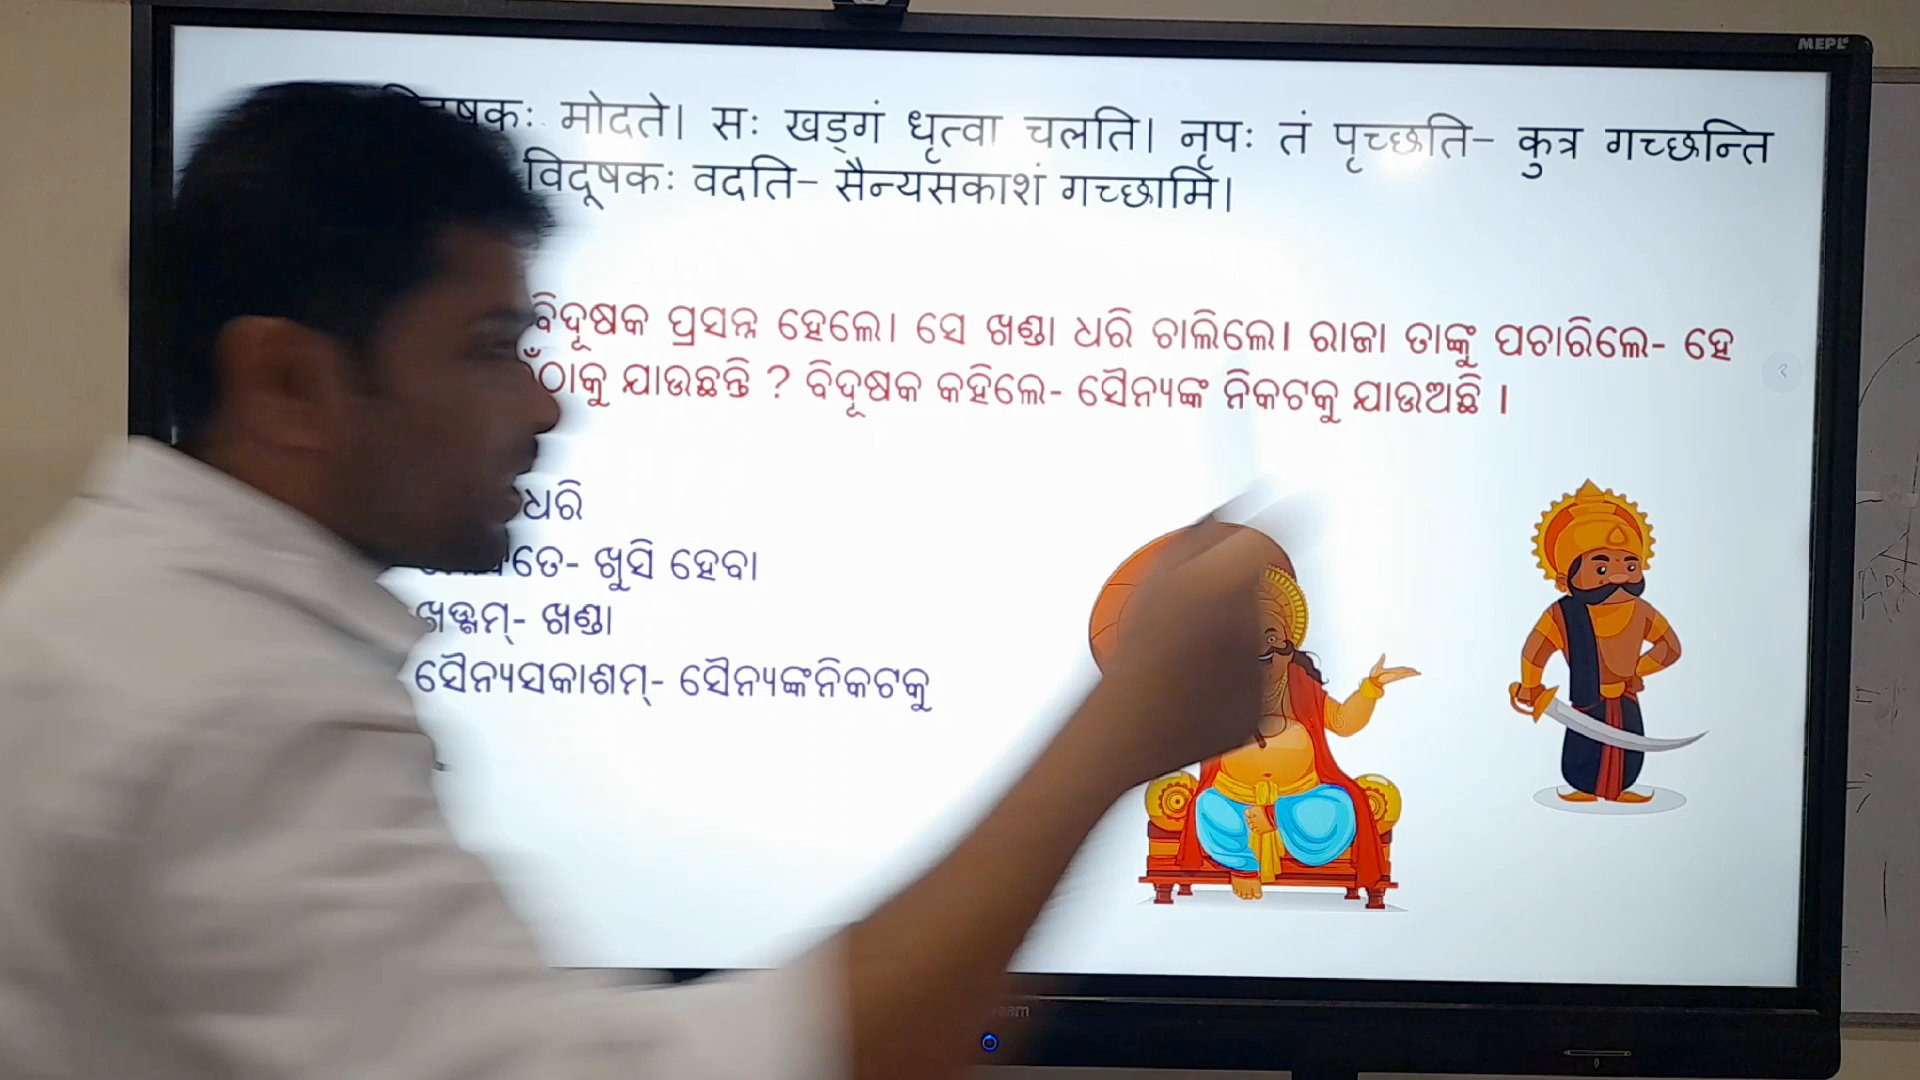 MEPL
मोदते। सः खड्गं धृत्वा चलति। नृपः तं पृच्छति- कुत्र गच्छन्ति
विदूषकः वदति- सैन्यसकाशं गच्छामि।
ବିଦୂଷକ ପ୍ରସନ୍ନ ହେଲେ। ସେ ଖଣ୍ଡା ଧରି ଚାଲିଲେ। ରାଜା ତାଙ୍କୁ ପଚାରିଲେ- ହେ
ଯାଉଛନ୍ତି ? ବିଦୂଷକ କହିଲେ- ସୈନ୍ୟଙ୍କ ନିକଟକୁ ଯାଉଅଛି ।
ଧରି
ଖୁସି ହେବା
ଖଡ୍ଗମ୍- ଖଣ୍ଡା
ସୈନ୍ୟସକାଶମ୍- ସୈନ୍ୟଙ୍କନିକଟକୁ